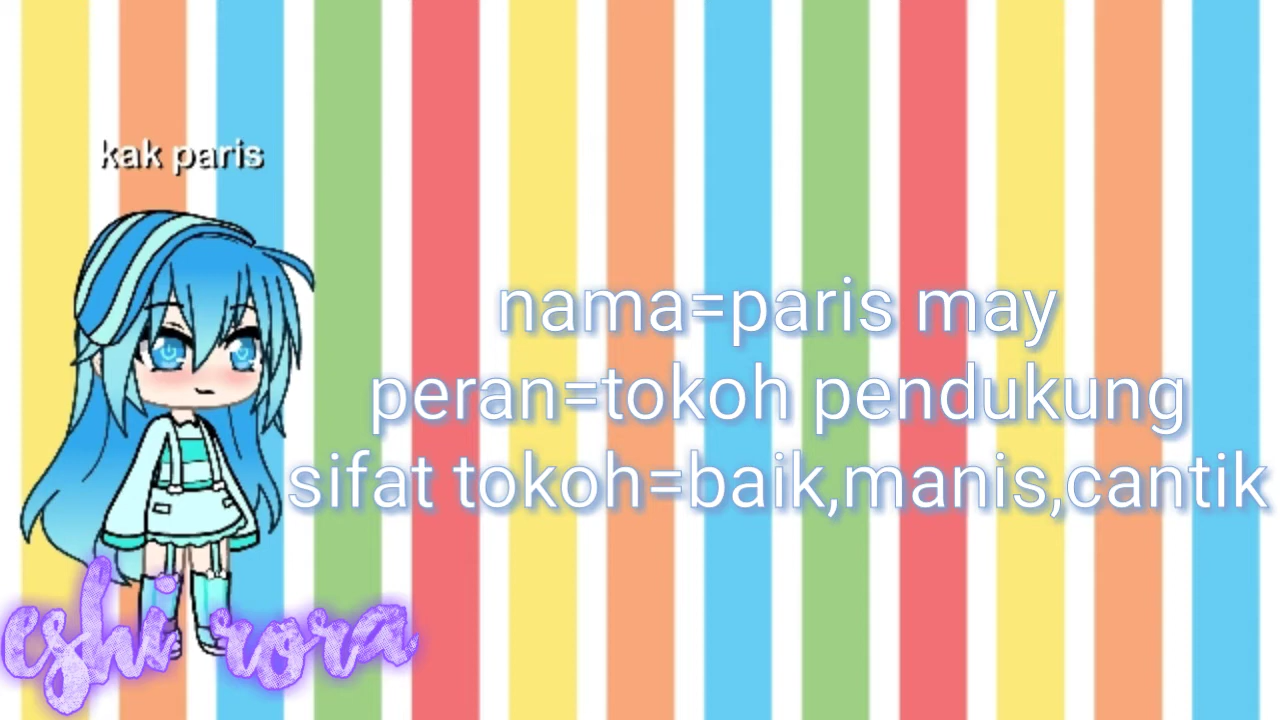 kak paris
nama=paris may
peran=tokoh pendukung
sifat tokoh=baik,manis,cantik
eshi rora